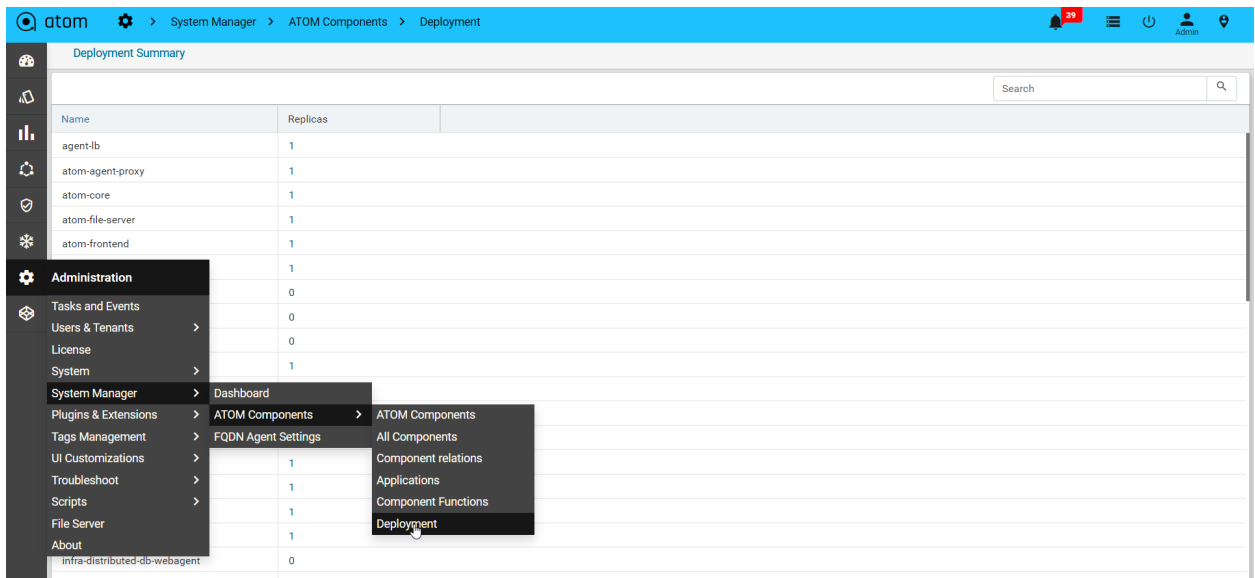 atom System Manager ATOM Components Deployment 39 Admin
Deployment Summary
Search
Name Replicas
agent-lb 1
atom-agent-proxy 1
atom-core 1
atom-file-server 1
atom-frontend 1
Administration 1
0
Tasks and Events
Users & Tenants 0
License 0
System 1
System Manager Dashboard
Plugins & Extensions ATOM Components ATOM Components
Tags Management FQDN Agent Settings All Components
UI Customizations 1 Component relations
Troubleshoot 1 Applications
Scripts 1 Component Functions
File Server Deployment
About 1
infra-distributed-db-webagent 0